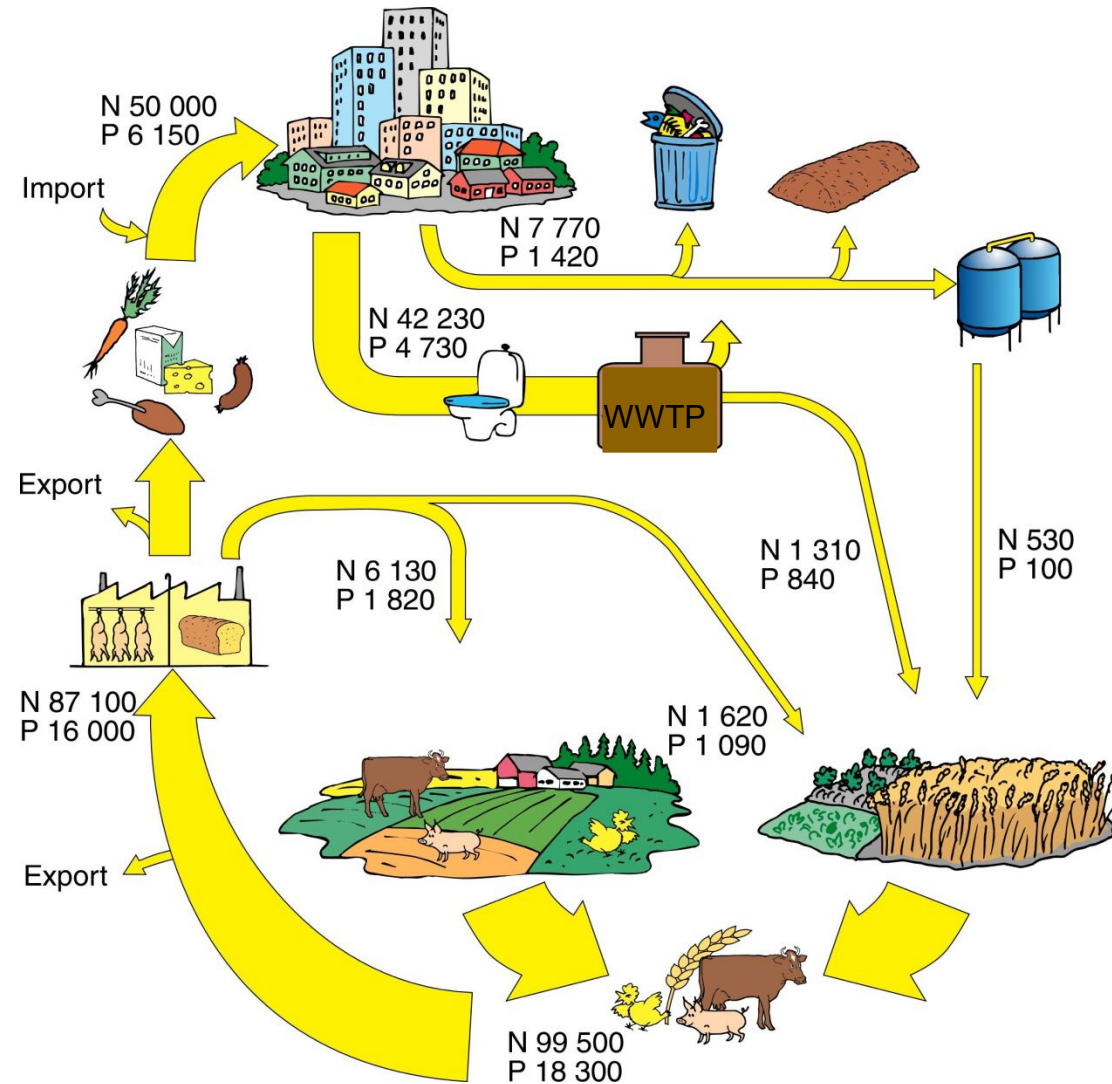 N 50 000
P 6 150
Import
N 7 770
P 1 420
N 42 230
P 4 730
WWTP
Export
N 6 130
P 1 820
N 1 310
P 840
N 530
P 100
N 87 100
P 16 000
N 1 620
P 1 090
Export
N 99 500
P 18 300